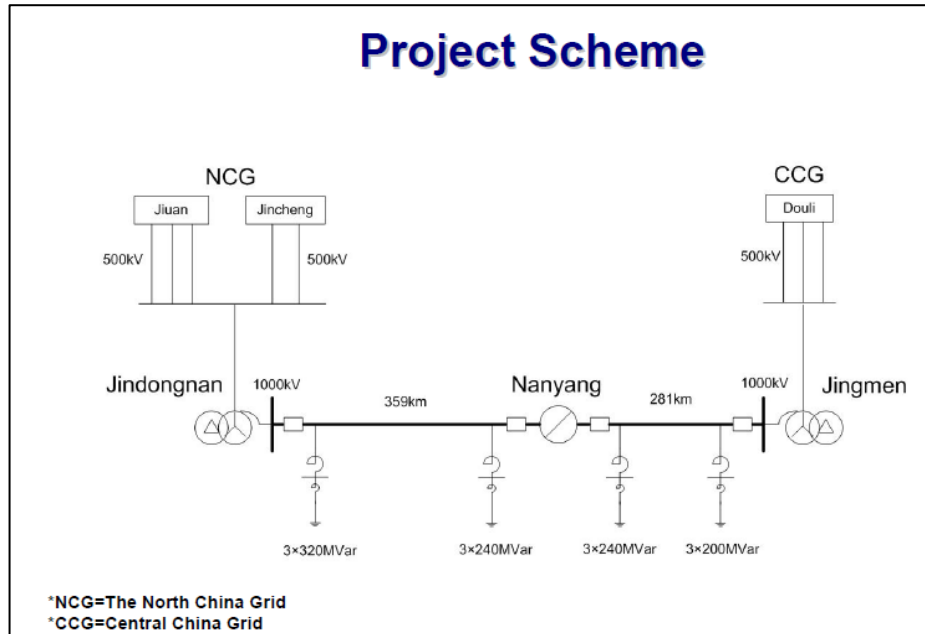 Project Scheme
NCG
CCG
Jiuan
Jincheng
Douli
500kV
500kV
500kV
Jindongnan
1000kV
Nanyang
1000kV
Jingmen
359km
281km
3×320MVar
3×240MVar
3×240MVar
3×200MVar
*NCG=The North China Grid
*CCG=Central China Grid